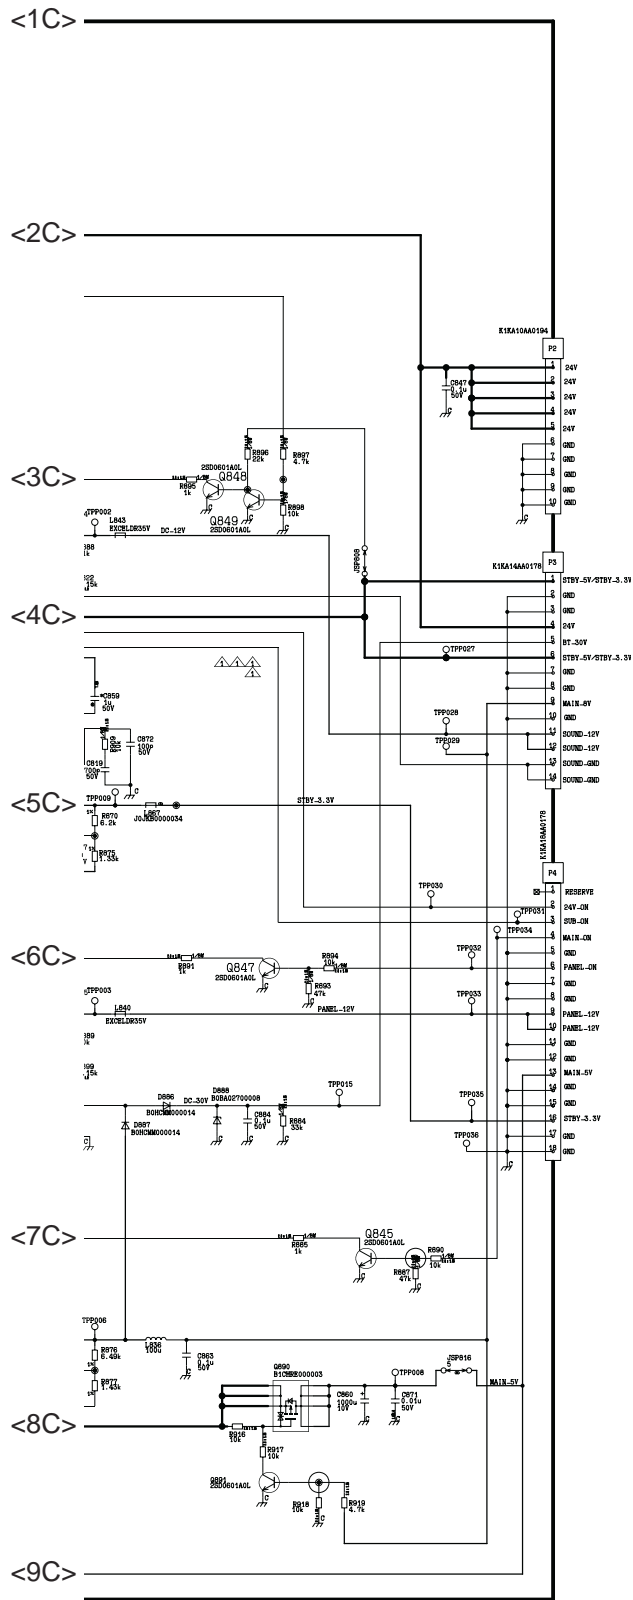 <1C>
<2C>
K1KA10AA0194
P2
1 24V
2 24V
C847
0.1u
50V
3 24V
4 24V
5 24V
6 GND
7 GND
8 GND
9 GND
10 GND
<3C>
R896
22k
R897
4.7k
2SD0601A0L
Q848
R895
1k
R898
10k
Q849
2SD0601A0L
TPP002
L843
EXCELDR35V
DC-12V
JSP809
K1KA14AA0178
P3
1 STBY-5V/STBY-3.3V
2 GND
3 GND
4 24V
5 BT-30V
6 STBY-5V/STBY-3.3V
7 GND
8 GND
9 MAIN-8V
10 GND
11 SOUND-12V
12 SOUND-12V
13 SOUND-GND
14 SOUND-GND
<4C>
TPP027
C859
1u
50V
TPP028
TPP029
R909
10k
C872
100p
50V
C819
700p
50V
<5C>
TPP009
L867
J0JKB0000034
STBY-3.3V
R870
6.2k
R875
1.33k
K1KA18AA0178
P4
1 RESERVE
2 24V-ON
3 SUB-ON
4 MAIN-ON
5 GND
6 PANEL-ON
7 GND
8 GND
9 PANEL-12V
10 PANEL-12V
11 GND
12 GND
13 MAIN-5V
14 GND
15 GND
16 STBY-3.3V
17 GND
18 GND
TPP030
TPP031
TPP034
<6C>
R891
1k
Q847
2SD0601A0L
R894
10k
R893
47k
TPP032
TPP033
TPP003
L840
EXCELDR35V
PANEL-12V
D886
B0HCMM000014
DC-30V
D888
B0BA02700008
TPP015
TPP035
D887
B0HCMM000014
C884
0.1u
50V
R884
33k
TPP036
<7C>
R885
1k
Q845
2SD0601A0L
R890
10k
R887
47k
TPP006
L836
100u
R876
6.49k
R877
1.43k
C863
0.1u
50V
Q890
B1CHRE000003
TPP008
JSP816
5
MAIN-5V
C860
1000u
10V
C871
0.01u
50V
<8C>
R916
10k
R917
10k
Q891
2SD0601A0L
R918
10k
R919
4.7k
<9C>